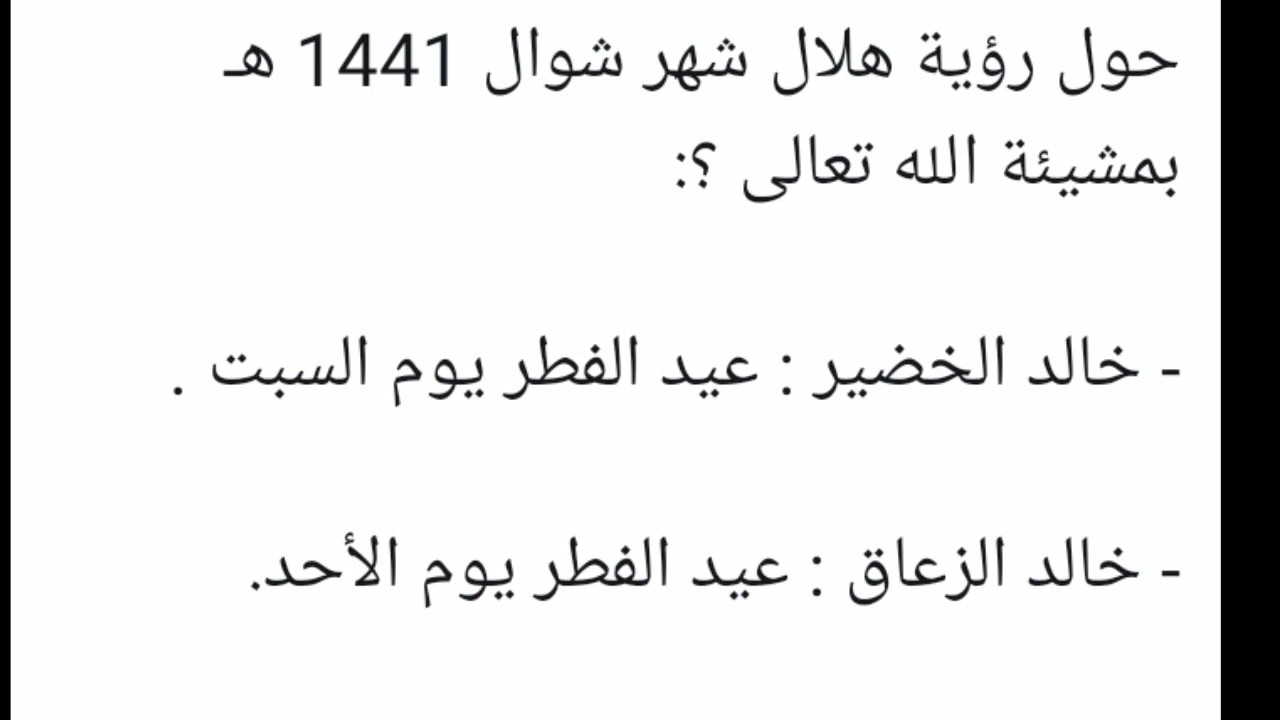 حول رؤية هلال شهر شوال 1441 هـ
بمشيئة الله تعالى ؟:
- خالد الخضير : عيد الفطر يوم السبت .
- خالد الزعاق : عيد الفطر يوم الأحد.